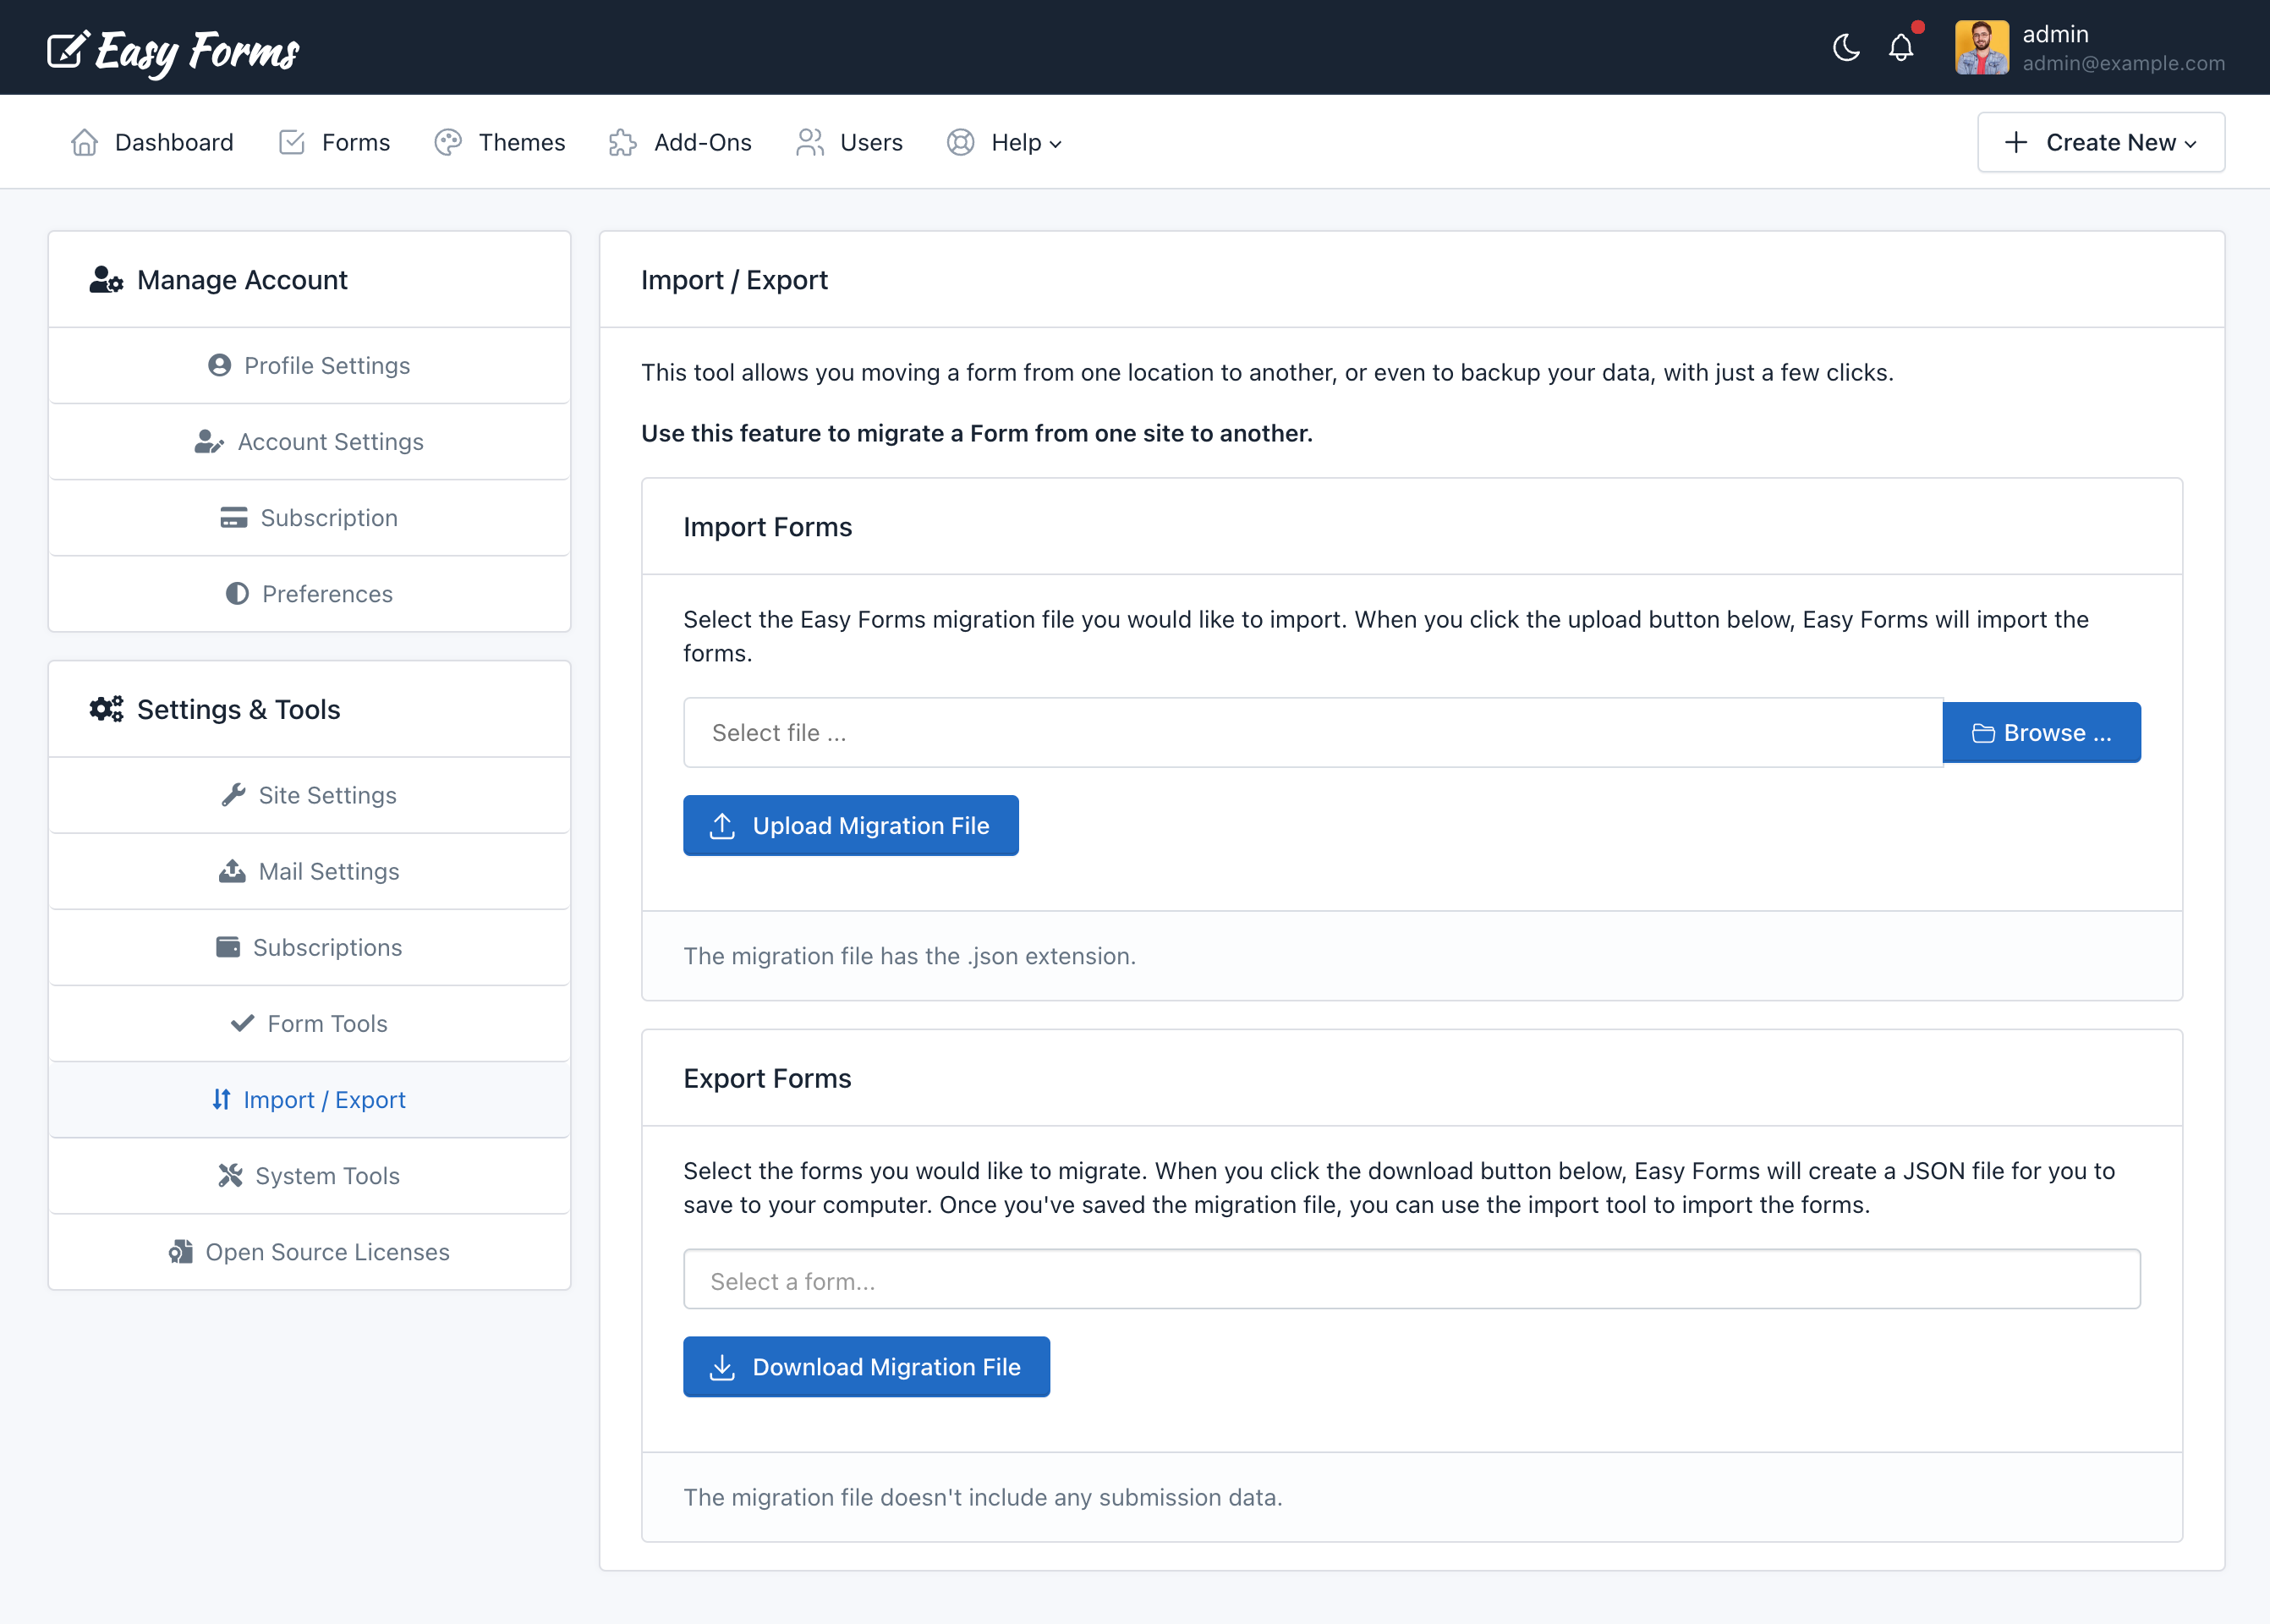 Easy Forms
admin
admin@example.com
Dashboard
Forms
Themes
Add-Ons
Users
Help
Create New
Manage Account
Profile Settings
Account Settings
Subscription
Preferences
Settings & Tools
Site Settings
Mail Settings
Subscriptions
Form Tools
Import / Export
System Tools
Open Source Licenses
Import / Export
This tool allows you moving a form from one location to another, or even to backup your data, with just a few clicks.
Use this feature to migrate a Form from one site to another.
Import Forms
Select the Easy Forms migration file you would like to import. When you click the upload button below, Easy Forms will import the
forms.
Select file ...
Browse ...
Upload Migration File
The migration file has the .json extension.
Export Forms
Select the forms you would like to migrate. When you click the download button below, Easy Forms will create a JSON file for you to
save to your computer. Once you've saved the migration file, you can use the import tool to import the forms.
Select a form...
Download Migration File
The migration file doesn't include any submission data.